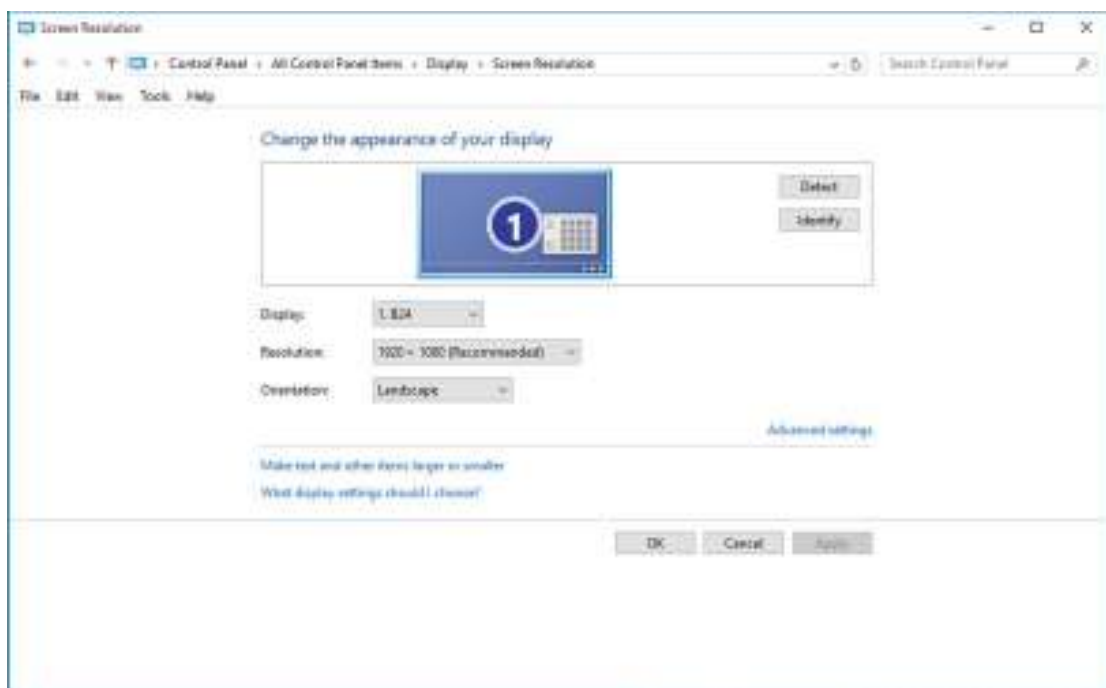 Screen Resolution
Control Panel › All Control Panel Items › Display › Screen Resolution
Search Control Panel
File Edit View Tools Help
Change the appearance of your display
1
Detect
Identify
Display: 1. B24
Resolution: 1920 × 1080 (Recommended)
Orientation: Landscape
Advanced settings
Make text and other items larger or smaller
What display settings should I choose?
OK Cancel Apply